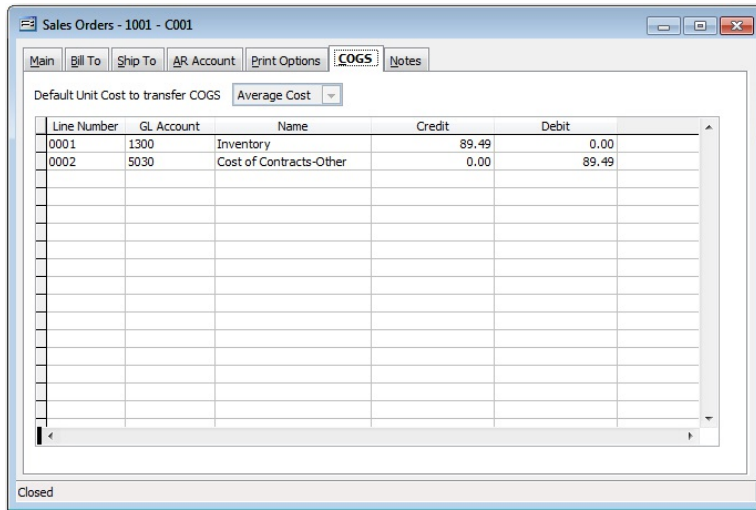 Sales Orders - 1001 - C001
Main Bill To Ship To AR Account Print Options COGS Notes
Default Unit Cost to transfer COGS Average Cost
Line Number GL Account Name Credit Debit
0001 1300 Inventory 89.49 0.00
0002 5030 Cost of Contracts-Other 0.00 89.49
Closed